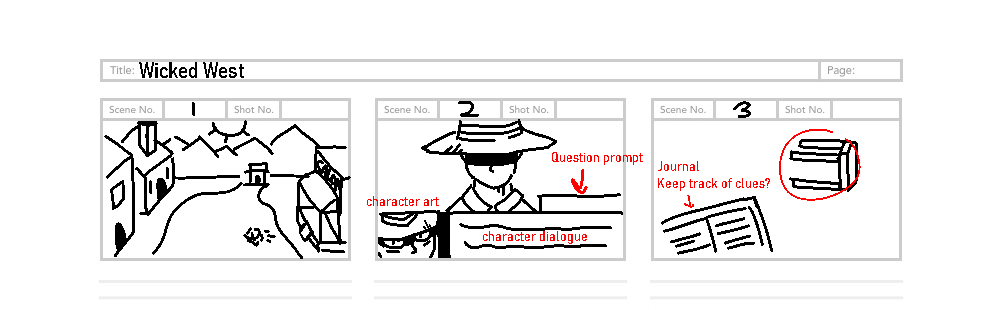 Title: Wicked West
Page:
Scene No. 1 Shot No.
Scene No. 2 Shot No.
Scene No. 3 Shot No.
Question prompt
character art
character dialogue
Journal
Keep track of clues?